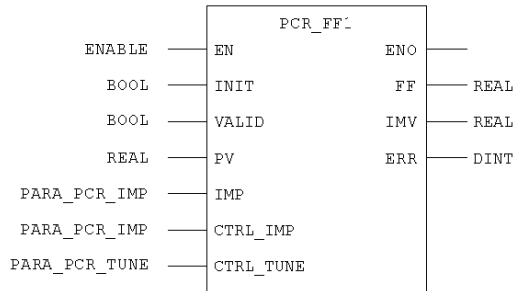 PCR_FF
ENABLE EN ENO
BOOL INIT FF REAL
BOOL VALID IMV REAL
REAL PV ERR DINT
PARA_PCR_IMP IMP
PARA_PCR_IMP CTRL_IMP
PARA_PCR_TUNE CTRL_TUNE